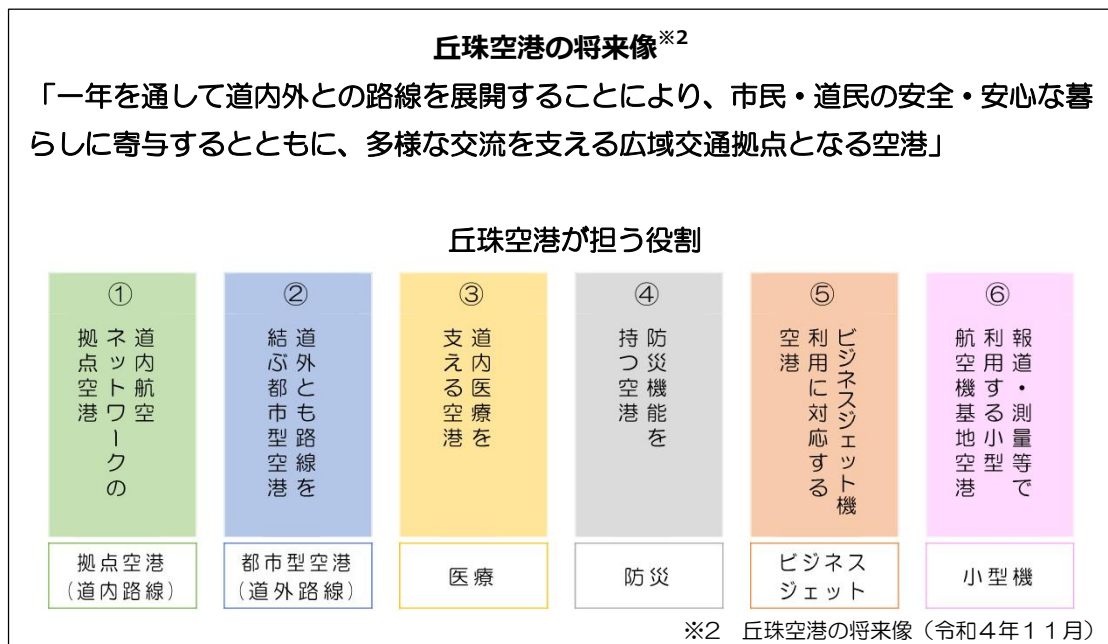 丘珠空港の将来像※2
「一年を通して道内外との路線を展開することにより、市民・道民の安全・安心な暮
らしに寄与するとともに、多様な交流を支える広域交通拠点となる空港」
丘珠空港が担う役割
①
道内航空
ネットワークの
拠点空港
拠点空港
(道内路線)
②
道外とも路線を
結ぶ都市型空港
都市型空港
(道外路線)
③
道内医療を
支える空港
医療
④
防災機能を
持つ空港
防災
⑤
ビジネスジェット機
利用に対応する
空港
ビジネス
ジェット
⑥
報道・測量等で
利用する小型
航空機基地空港
小型機
※2 丘珠空港の将来像（令和4年11月）